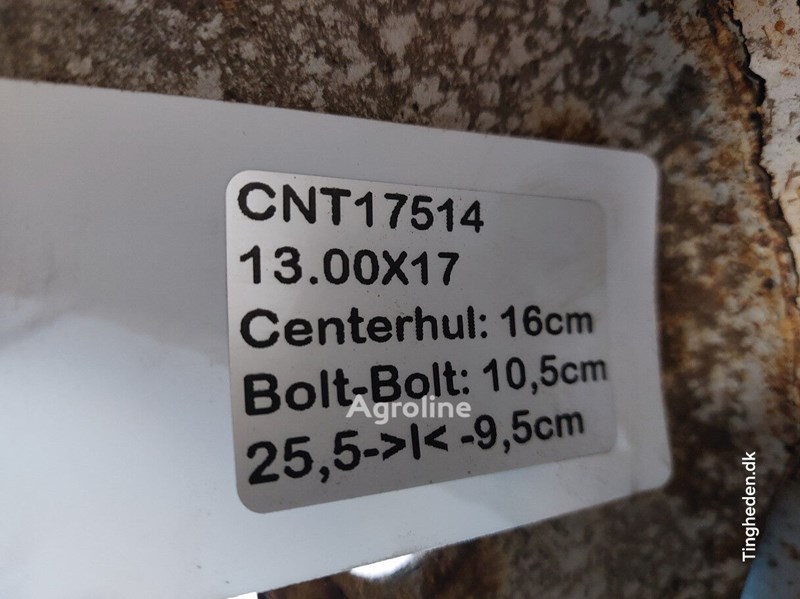 CNT17514
13.00X17
Centerhul: 16cm
Bolt-Bolt: 10,5cm
Agroline
25,5->|< -9,5cm
Tingheden.dk